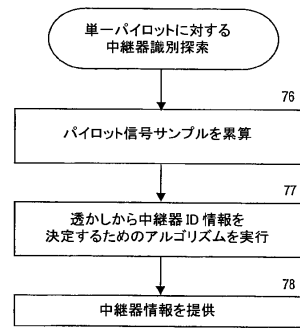 単一パイロットに対する
中継器識別探索
76
パイロット信号サンプルを累算
77
透かしから中継器ID情報を
決定するためのアルゴリズムを実行
78
中継器情報を提供